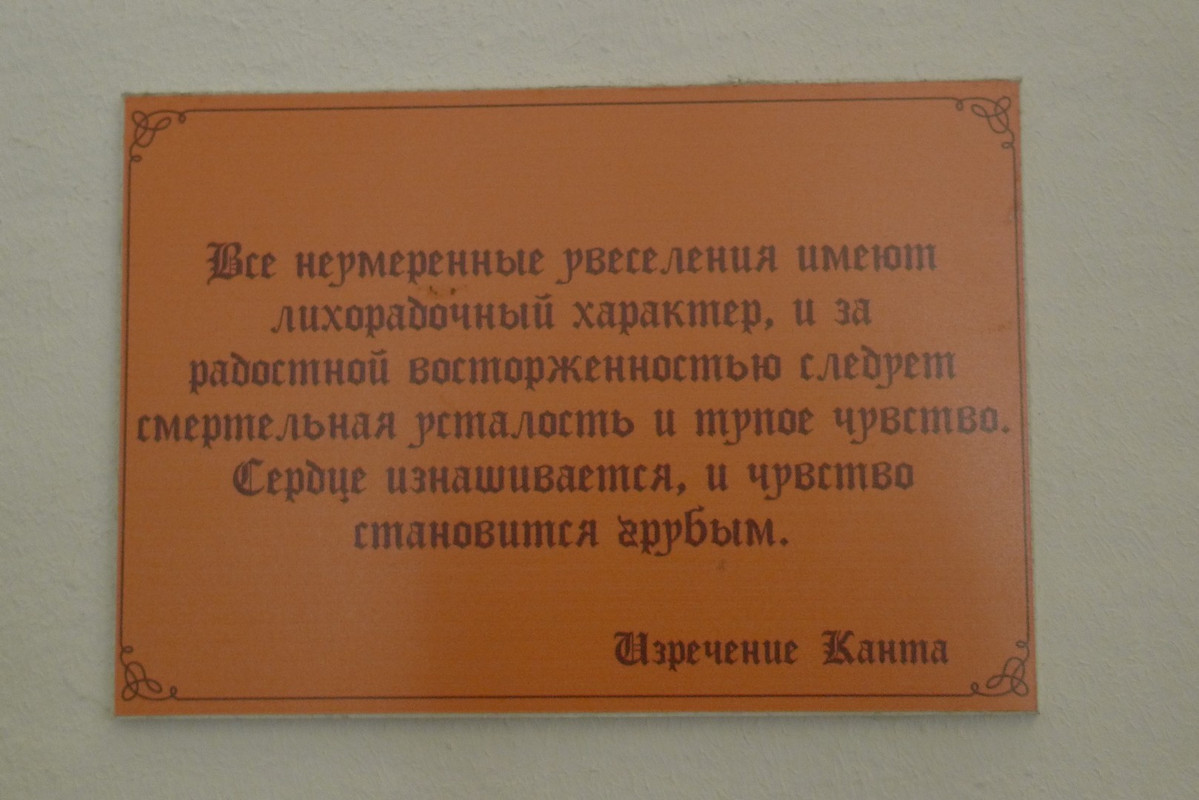 Все неумеренные увеселения имеют
лихорадочный характер, и за
радостной восторженностью следует
смертельная усталость и тупое чувство.
Сердце изнашивается, и чувство
становится грубым.
Изречение Канта